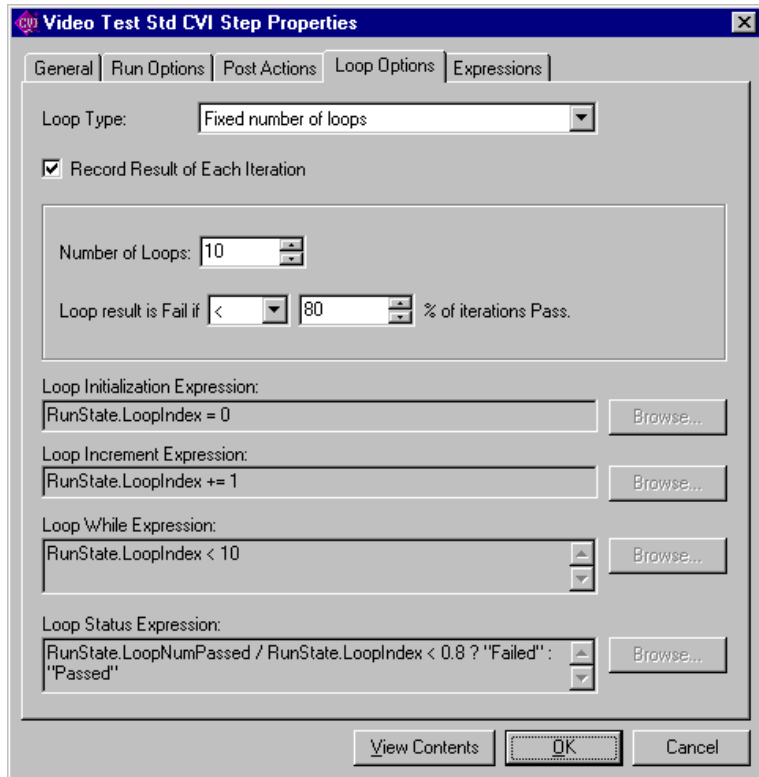 CVI Video Test Std CVI Step Properties
General Run Options Post Actions Loop Options Expressions
Loop Type: Fixed number of loops
Record Result of Each Iteration
Number of Loops: 10
Loop result is Fail if < 80 % of iterations Pass.
Loop Initialization Expression:
RunState.LoopIndex = 0 Browse...
Loop Increment Expression:
RunState.LoopIndex += 1 Browse...
Loop While Expression:
RunState.LoopIndex < 10 Browse...
Loop Status Expression:
RunState.LoopNumPassed / RunState.LoopIndex < 0.8 ? "Failed" : Browse...
"Passed"
View Contents OK Cancel